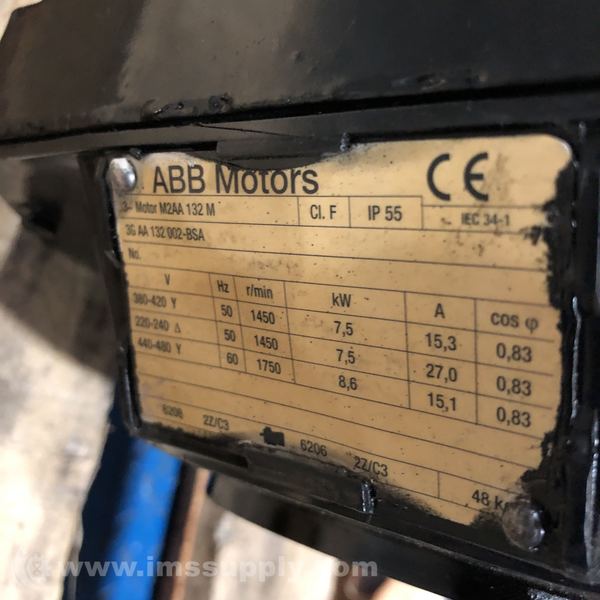 ABB Motors CE
3~ Motor M2AA 132 M Cl. F IP 55 IEC 34-1
3G AA 132 002-BSA
No.
V Hz r/min kW A cos φ
380-420 Y 50 1450 7,5 15,3 0,83
220-240 Δ 50 1450 7,5 27,0 0,83
440-480 Y 60 1750 8,6 15,1 0,83
6208 2Z/C3 6206 2Z/C3
48
© www.imssupply.com